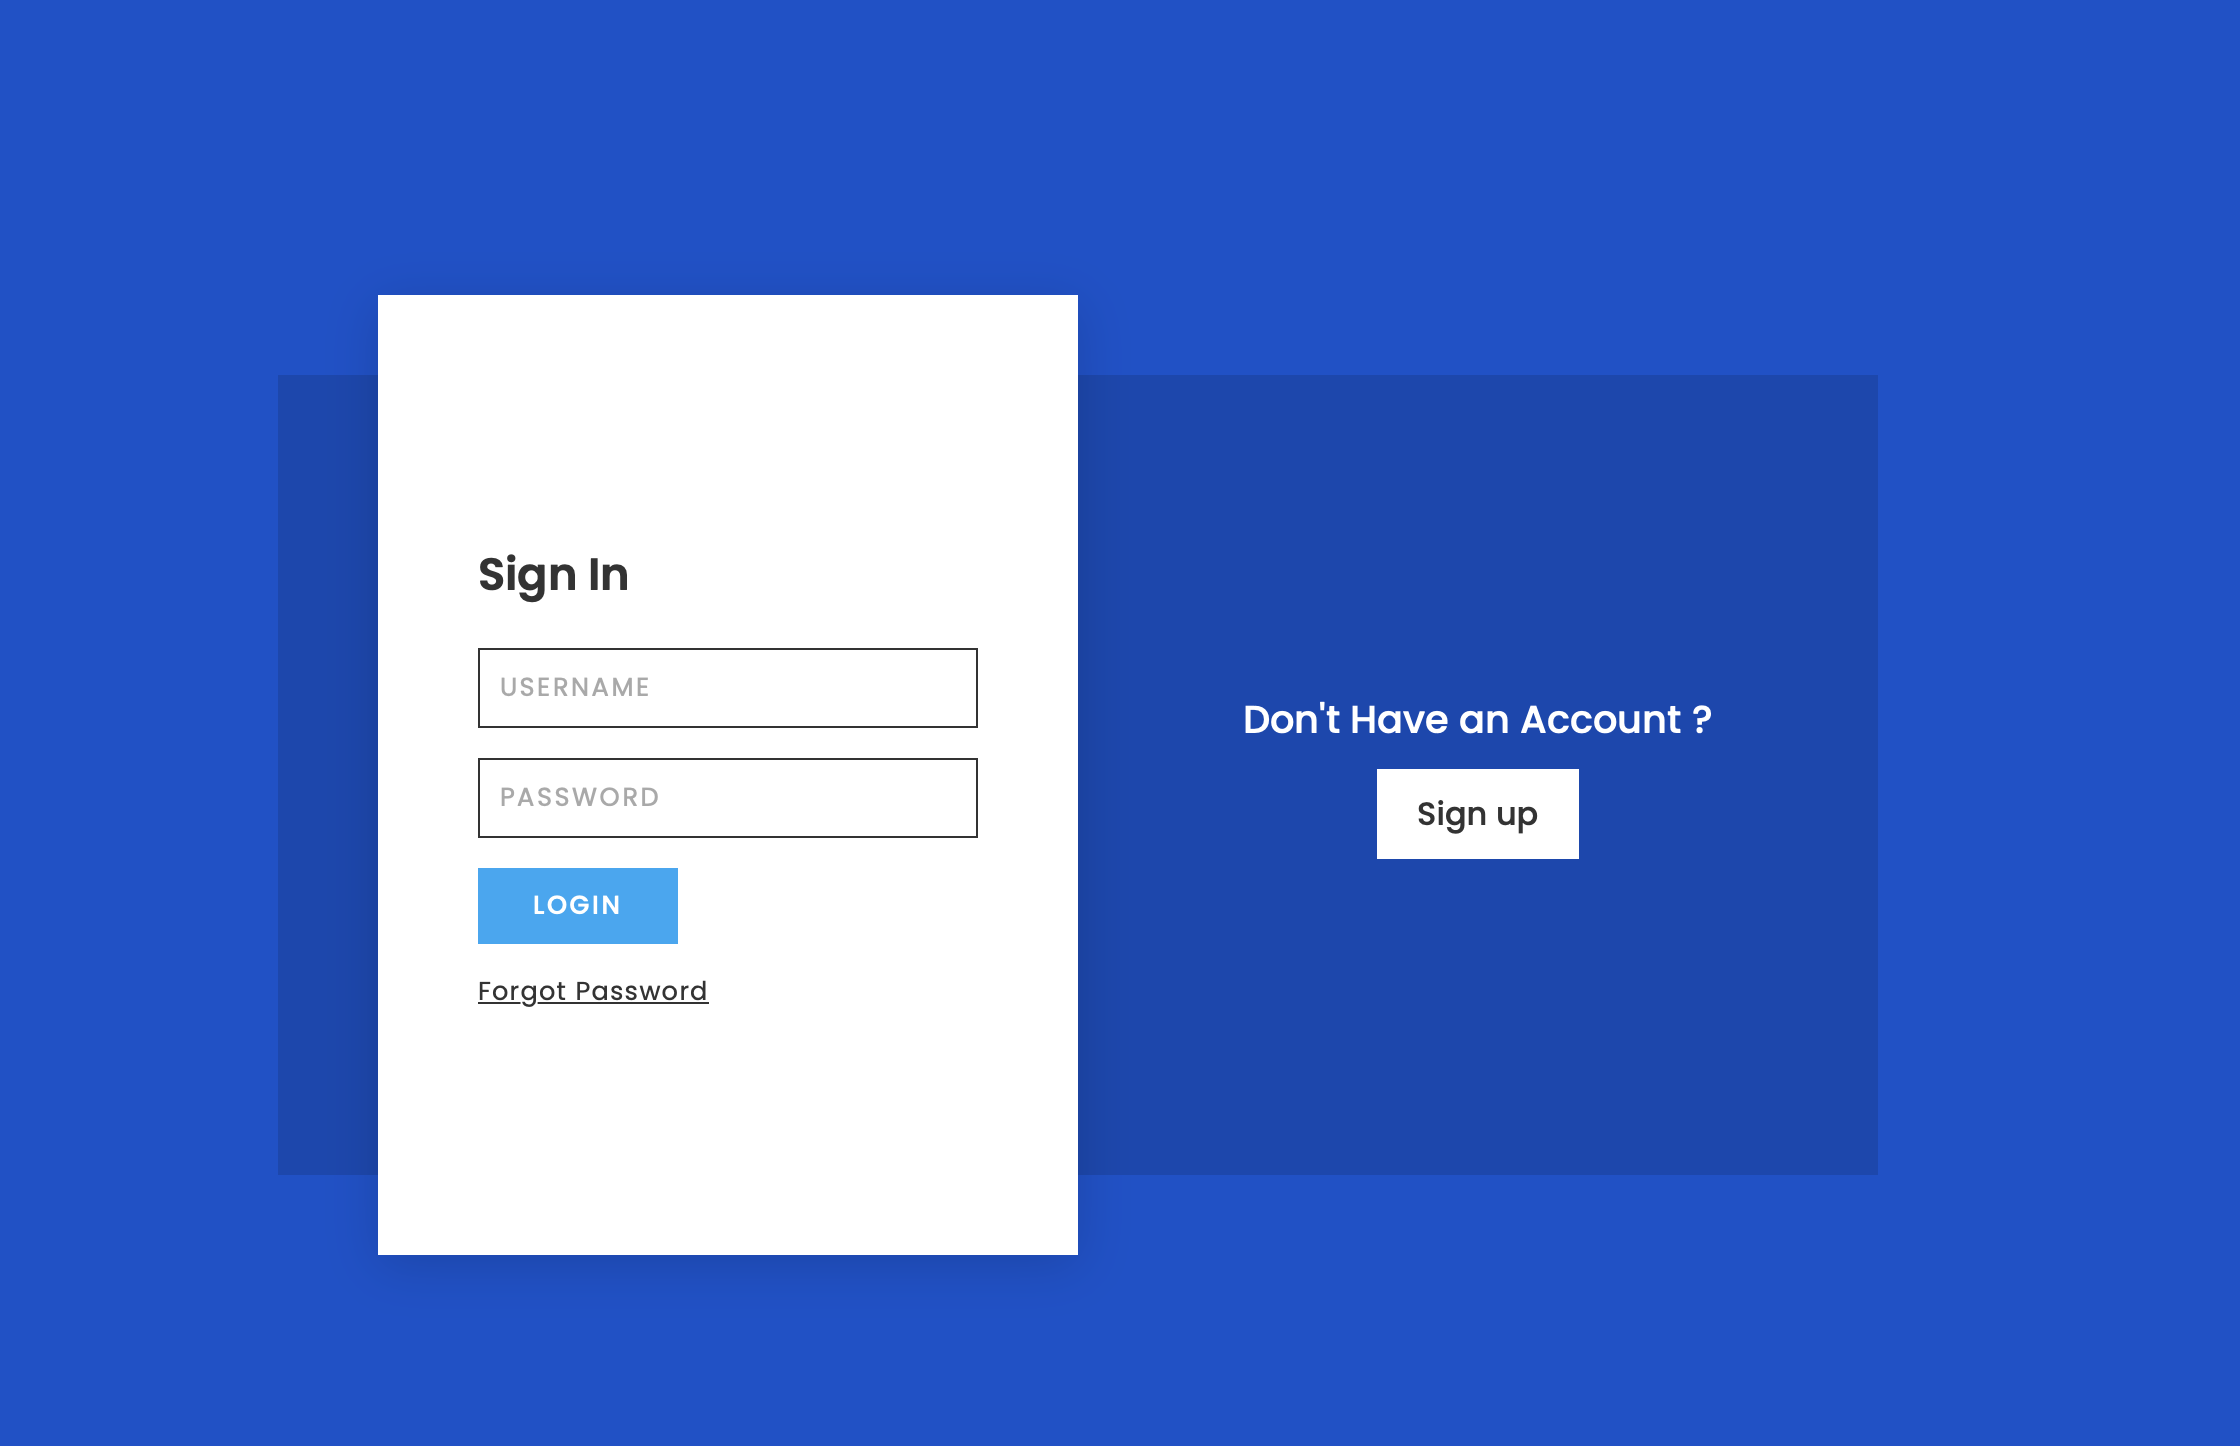 Sign In
USERNAME
PASSWORD
LOGIN
Forgot Password
Don't Have an Account ?
Sign up